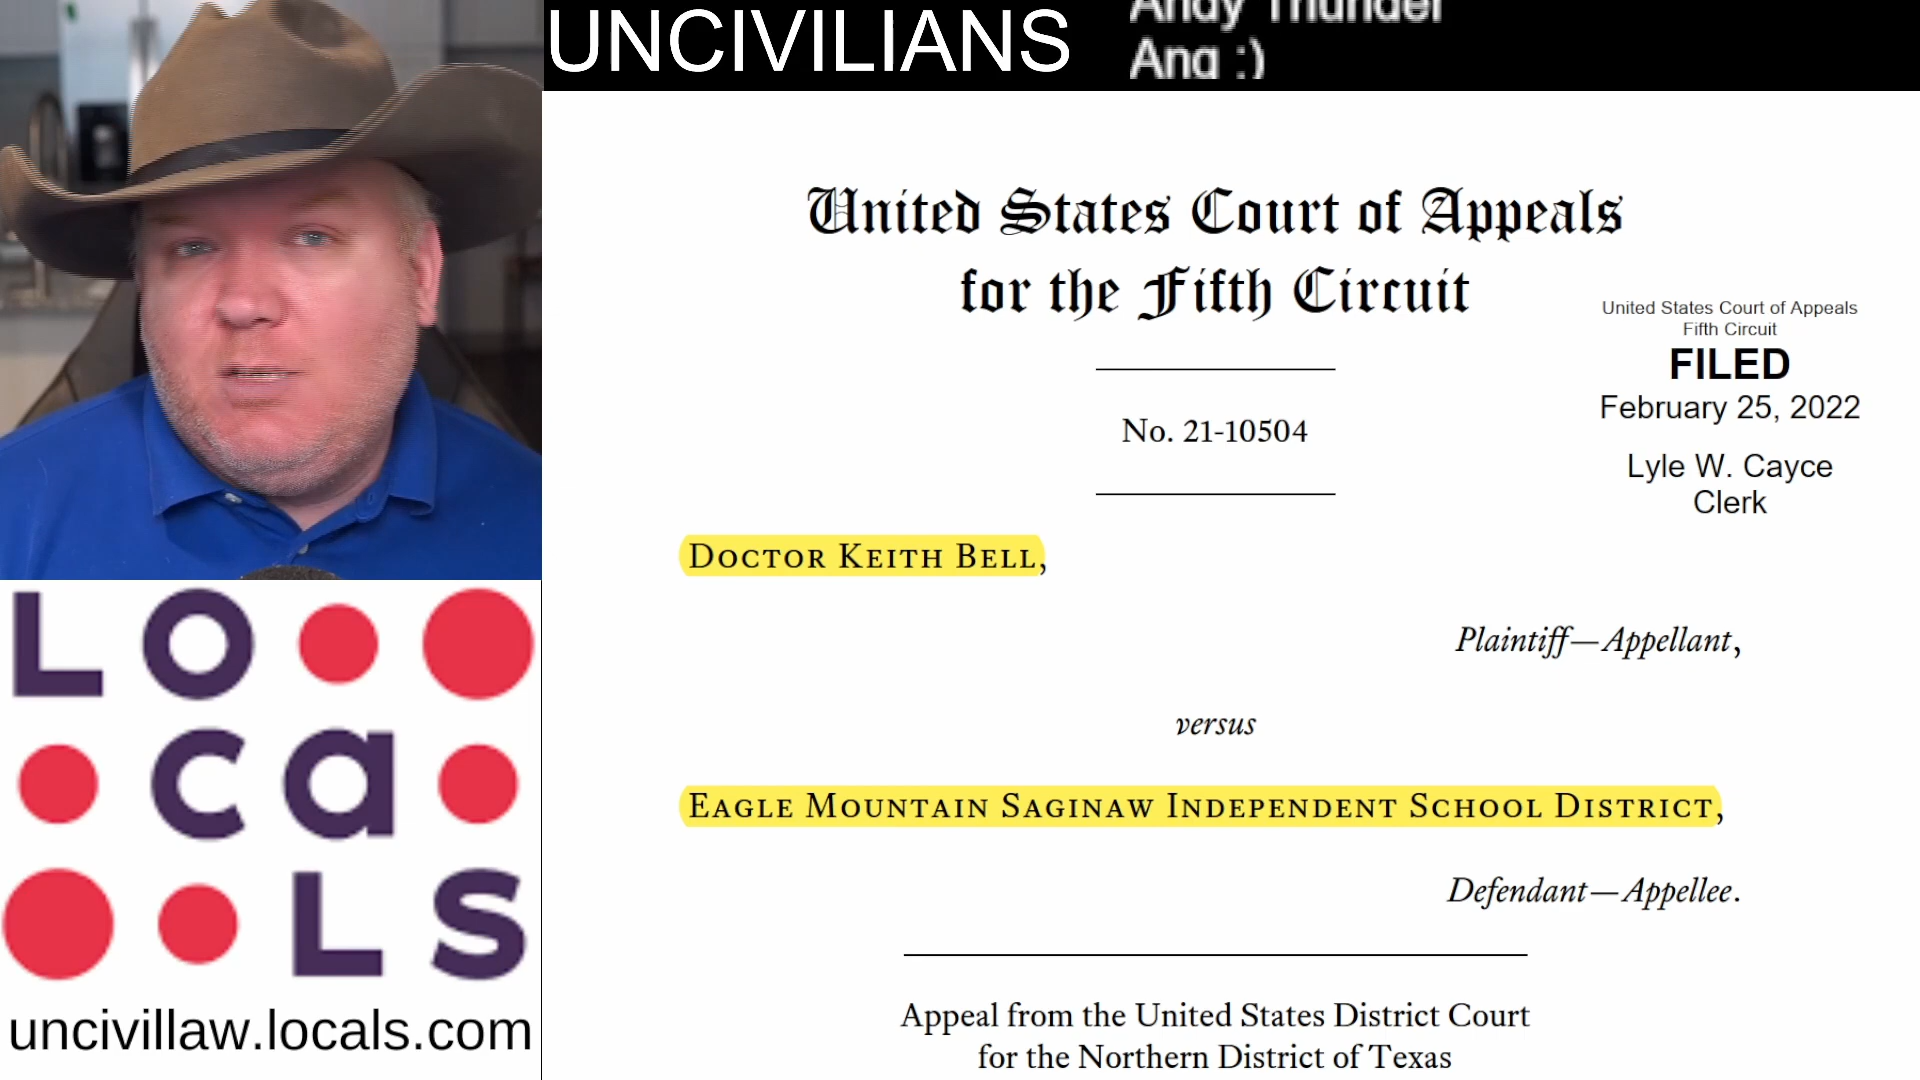 UNCIVILIANS
Andy Thunder
Ang :)
United States Court of Appeals
for the Fifth Circuit
United States Court of Appeals
Fifth Circuit
FILED
February 25, 2022
Lyle W. Cayce
Clerk
No. 21-10504
DOCTOR KEITH BELL,
Plaintiff—Appellant,
versus
EAGLE MOUNTAIN SAGINAW INDEPENDENT SCHOOL DISTRICT,
Defendant—Appellee.
Appeal from the United States District Court
for the Northern District of Texas
LO
ca
LS
uncivillaw.locals.com